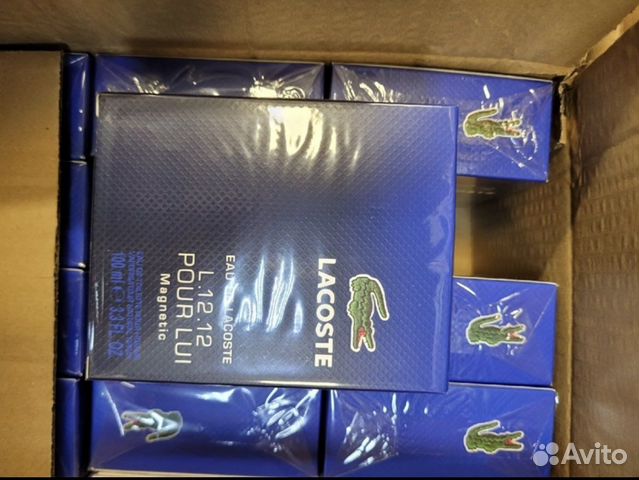 LACOSTE
EAU DE LACOSTE
L.12.12
POUR LUI
Magnetic
100 ml e 3.3 FL. OZ.
Avito